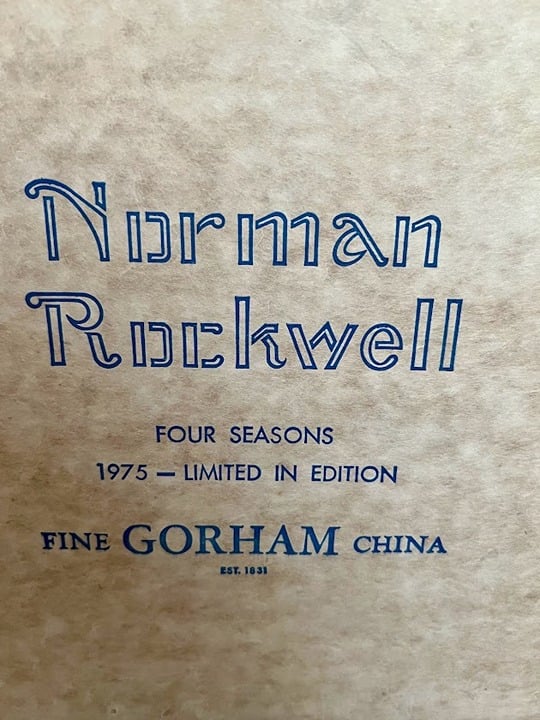 Norman
Rockwell
FOUR SEASONS
1975 — LIMITED IN EDITION
FINE GORHAM CHINA
EST. 1831